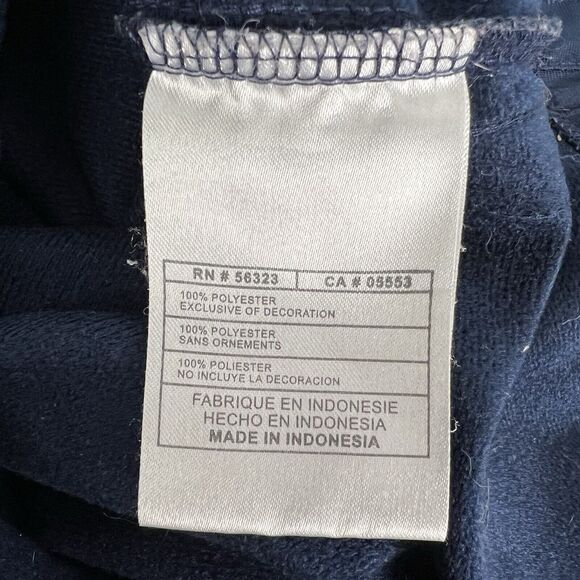 RN # 56323 CA # 05553
100% POLYESTER
EXCLUSIVE OF DECORATION
100% POLYESTER
SANS ORNEMENTS
100% POLIESTER
NO INCLUYE LA DECORACION
FABRIQUE EN INDONESIE
HECHO EN INDONESIA
MADE IN INDONESIA